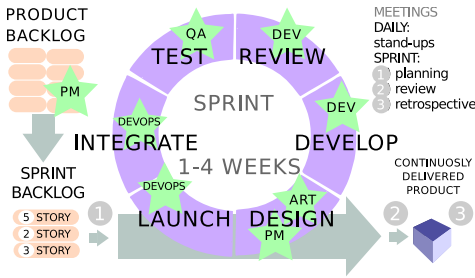 PRODUCT
BACKLOG
PM
SPRINT
BACKLOG
5 STORY
2 STORY
3 STORY
1
QA
TEST
DEV
REVIEW
SPRINT
DEV
DEVOPS
INTEGRATE
DEVELOP
1-4 WEEKS
DEVOPS
ART
LAUNCH
DESIGN
PM
MEETINGS
DAILY:
stand-ups
SPRINT:
1 planning
2 review
3 retrospective
CONTINUOSLY
DELIVERED
PRODUCT
2
3